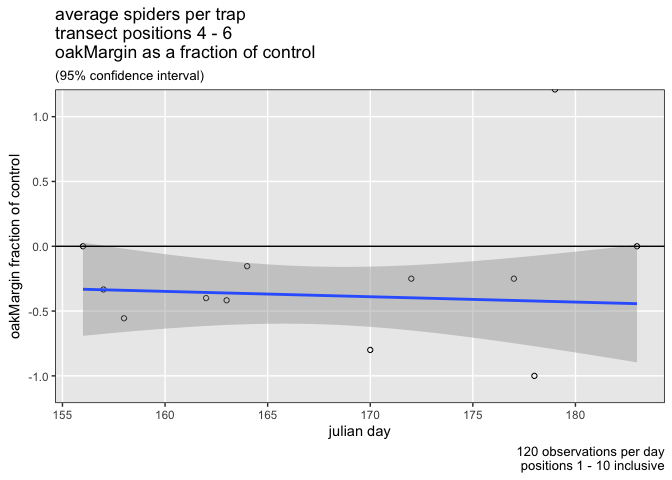 average spiders per trap
transect positions 4 - 6
oakMargin as a fraction of control
(95% confidence interval)
oakMargin fraction of control
1.0
0.5
0.0
-0.5
-1.0
155
160
165
170
175
180
julian day
120 observations per day
positions 1 - 10 inclusive